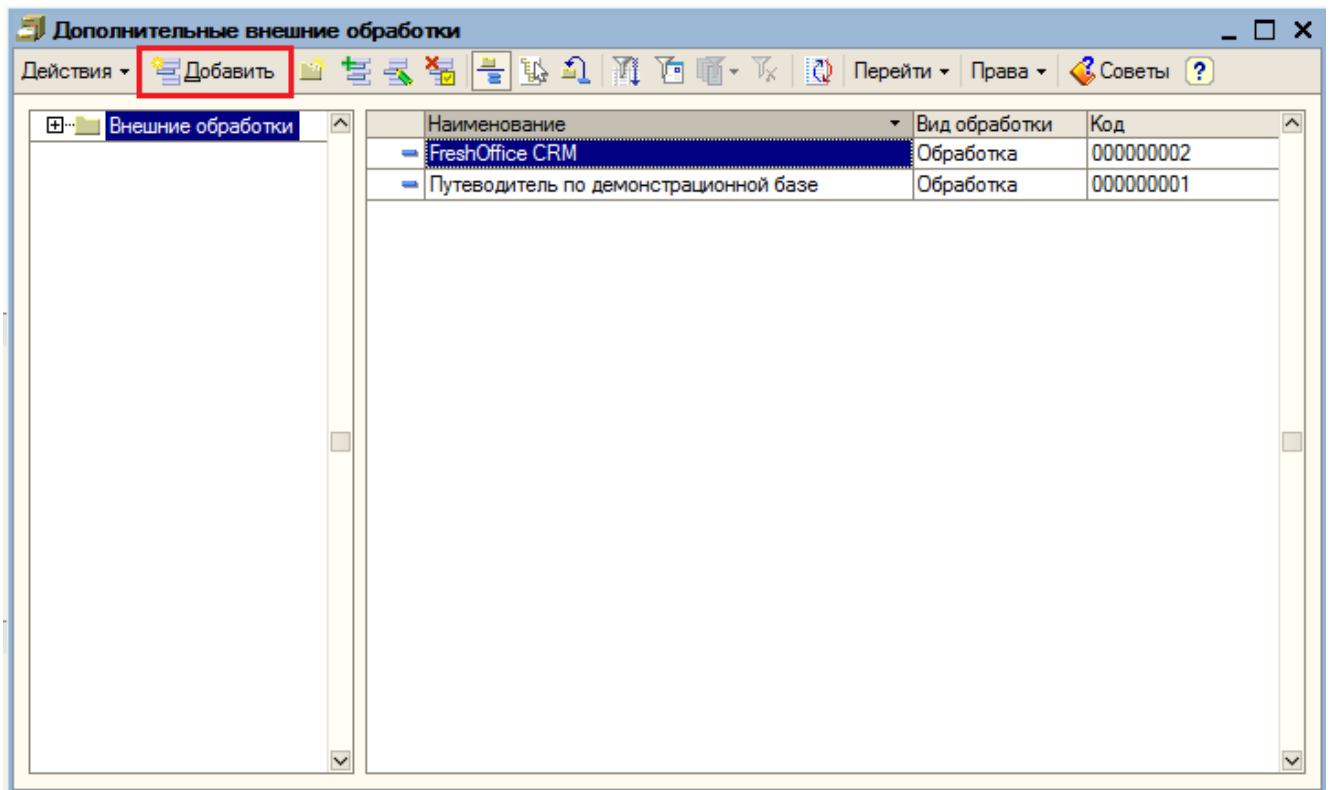 Дополнительные внешние обработки
Действия Добавить Перейти Права Советы ?
Внешние обработки
Наименование Вид обработки Код
FreshOffice CRM Обработка 000000002
Путеводитель по демонстрационной базе Обработка 000000001